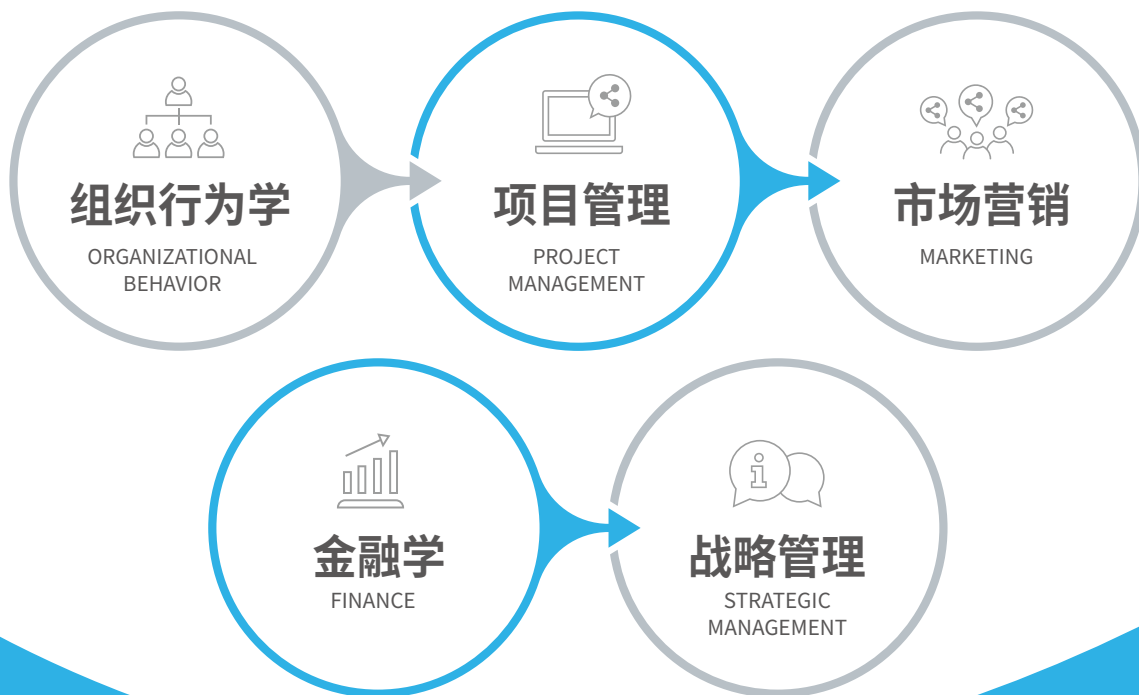 组织行为学
ORGANIZATIONAL
BEHAVIOR
项目管理
PROJECT
MANAGEMENT
市场营销
MARKETING
金融学
FINANCE
战略管理
STRATEGIC
MANAGEMENT